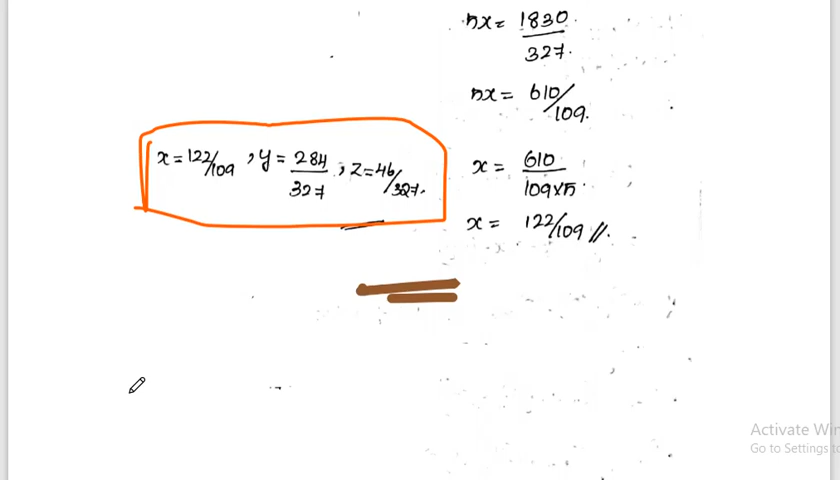 5x = 1830/327.
5x = 610/109.
x = 610/109×5.
x = 122/109 //.
x = 122/109 , y = 284/327 , z = 46/327.
Activate Win
Go to Settings to